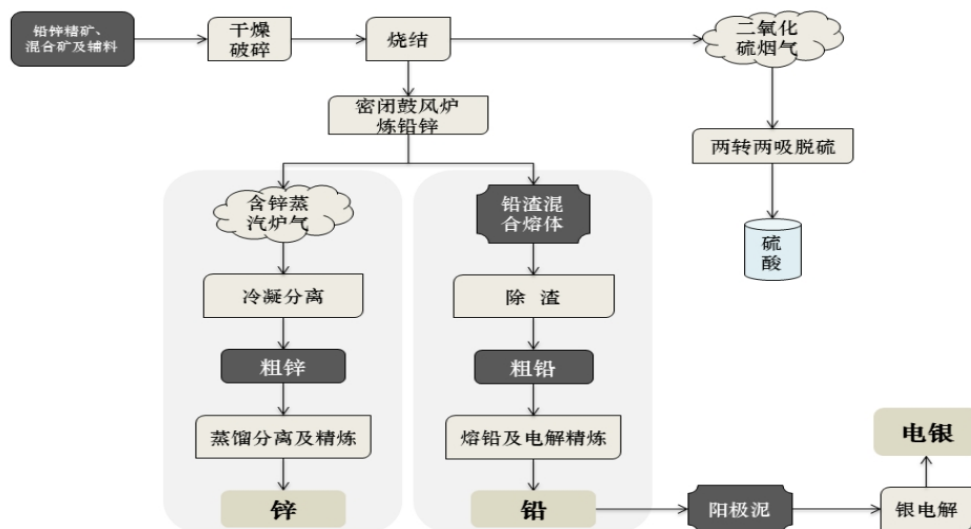 铅锌精矿、
混合矿及辅料
干燥
破碎
烧结
二氧化
硫烟气
密闭鼓风炉
炼铅锌
两转两吸脱硫
含锌蒸
汽炉气
铅渣混
合熔体
硫
酸
冷凝分离
除 渣
粗锌
粗铅
蒸馏分离及精炼
熔铅及电解精炼
电银
锌
铅
阳极泥
银电解